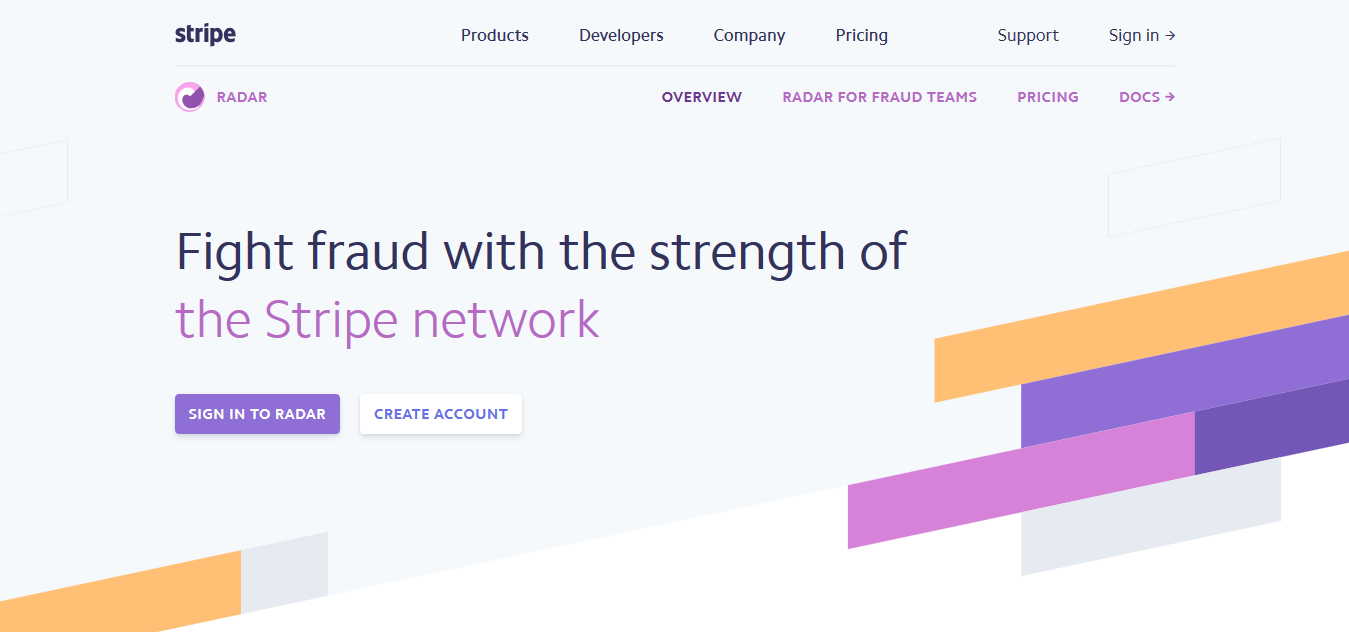 stripe Products Developers Company Pricing Support Sign in →
RADAR OVERVIEW RADAR FOR FRAUD TEAMS PRICING DOCS →
Fight fraud with the strength of
the Stripe network
SIGN IN TO RADAR CREATE ACCOUNT